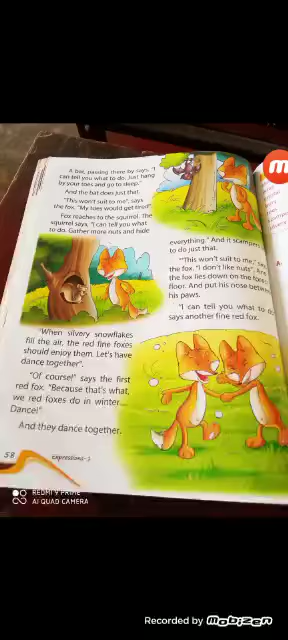 A bat, passing there by says, "I
can tell you what to do. Just hang
by your toes and go to sleep."
And the bat does just that.
"This won't suit to me", says
the fox. "My toes would get tired"
Fox reaches to the squirrel. The
squirrel says. "I can tell you what
to do. Gather more nuts and hide
everything." And it scampers
to do just that.
"This won't suit to me,"
the fox. "I don't like nuts".
the fox lies down on the
floor. And put his nose between
his paws.
"I can tell you what to
says another fine red fox.
"When silvery snowflakes
fill the air, the red fine foxes
should enjoy them. Let's have
dance together".
"Of course!" says the first
red fox. "Because that's what,
we red foxes do in winter....
Dance!"
And they dance together.
58
Expressions-3
REDMI 9 PRIME
AI QUAD CAMERA
Recorded by mobizen